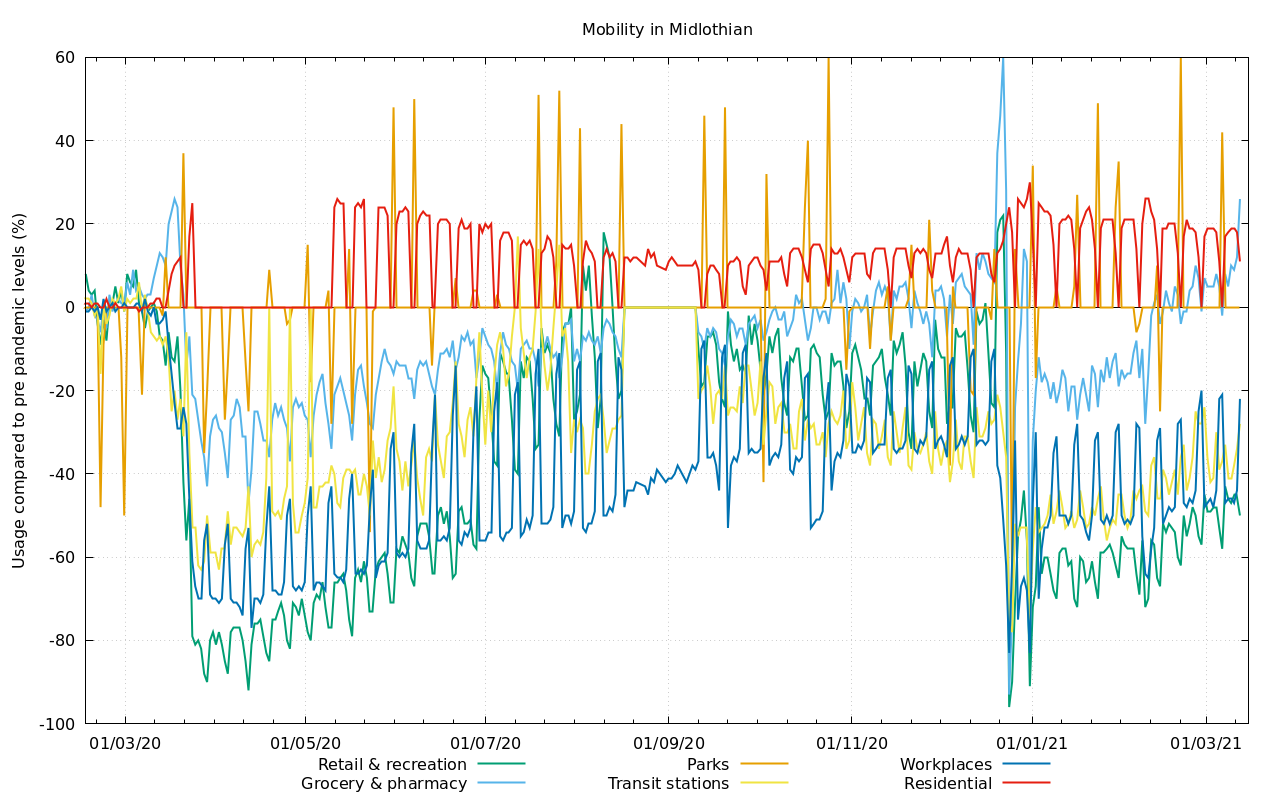 Mobility in Midlothian
Usage compared to pre pandemic levels (%)
60
40
20
0
-20
-40
-60
-80
-100
01/03/20 01/05/20 01/07/20 01/09/20 01/11/20 01/01/21 01/03/21
Retail & recreation Parks Workplaces
Grocery & pharmacy Transit stations Residential